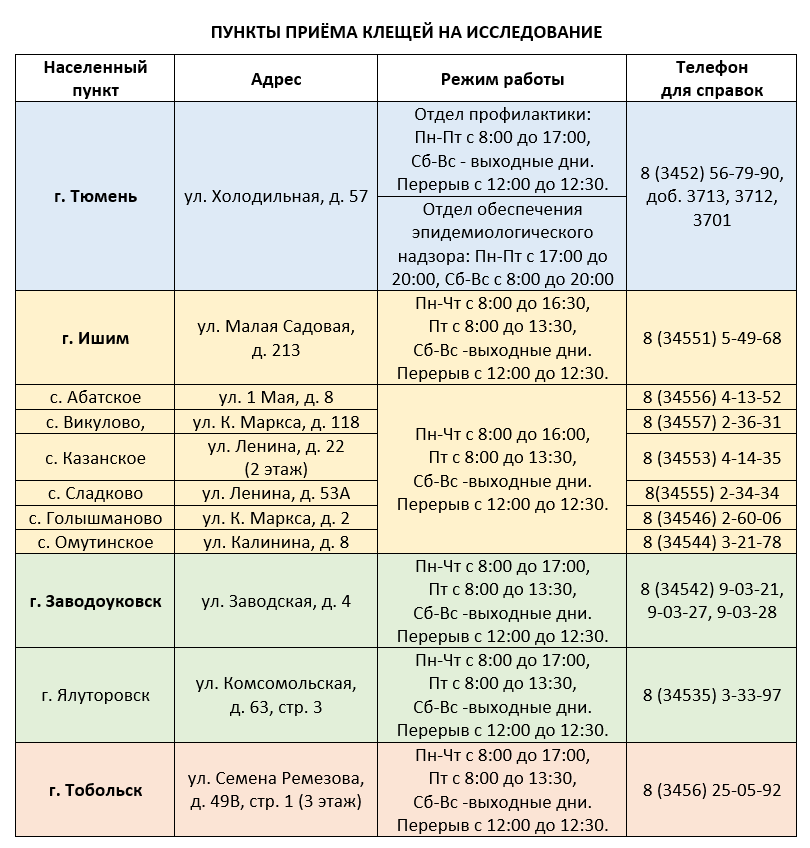 ПУНКТЫ ПРИЁМА КЛЕЩЕЙ НА ИССЛЕДОВАНИЕ
Населенный
пункт
Адрес
Режим работы
Телефон
для справок
г. Тюмень
ул. Холодильная, д. 57
Отдел профилактики:
Пн-Пт с 8:00 до 17:00,
Сб-Вс - выходные дни.
Перерыв с 12:00 до 12:30.
Отдел обеспечения
эпидемиологического
надзора: Пн-Пт с 17:00 до
20:00, Сб-Вс с 8:00 до 20:00
8 (3452) 56-79-90,
доб. 3713, 3712,
3701
г. Ишим
ул. Малая Садовая,
д. 213
Пн-Чт с 8:00 до 16:30,
Пт с 8:00 до 13:30,
Сб-Вс -выходные дни.
Перерыв с 12:00 до 12:30.
8 (34551) 5-49-68
с. Абатское
ул. 1 Мая, д. 8
8 (34556) 4-13-52
с. Викулово,
ул. К. Маркса, д. 118
8 (34557) 2-36-31
с. Казанское
ул. Ленина, д. 22
(2 этаж)
8 (34553) 4-14-35
Пн-Чт с 8:00 до 16:00,
Пт с 8:00 до 13:30,
Сб-Вс -выходные дни.
Перерыв с 12:00 до 12:30.
с. Сладково
ул. Ленина, д. 53А
8(34555) 2-34-34
с. Голышманово
ул. К. Маркса, д. 2
8 (34546) 2-60-06
с. Омутинское
ул. Калинина, д. 8
8 (34544) 3-21-78
г. Заводоуковск
ул. Заводская, д. 4
Пн-Чт с 8:00 до 17:00,
Пт с 8:00 до 13:30,
Сб-Вс -выходные дни.
Перерыв с 12:00 до 12:30.
8 (34542) 9-03-21,
9-03-27, 9-03-28
г. Ялуторовск
ул. Комсомольская,
д. 63, стр. 3
Пн-Чт с 8:00 до 17:00,
Пт с 8:00 до 13:30,
Сб-Вс -выходные дни.
Перерыв с 12:00 до 12:30.
8 (34535) 3-33-97
г. Тобольск
ул. Семена Ремезова,
д. 49В, стр. 1 (3 этаж)
Пн-Чт с 8:00 до 17:00,
Пт с 8:00 до 13:30,
Сб-Вс -выходные дни.
Перерыв с 12:00 до 12:30.
8 (3456) 25-05-92